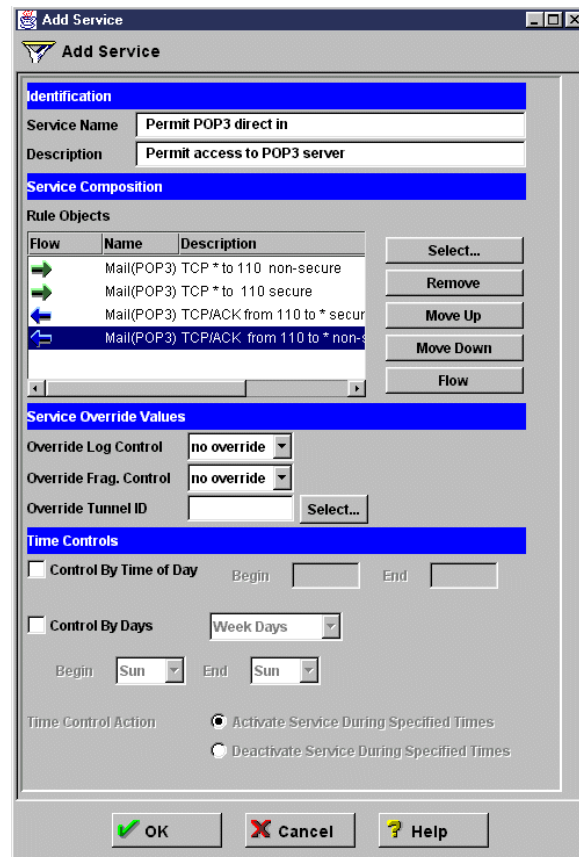 Add Service
Add Service
Identification
Service Name Permit POP3 direct in
Description Permit access to POP3 server
Service Composition
Rule Objects
Flow Name Description
Mail(POP3) TCP * to 110 non-secure
Mail(POP3) TCP * to 110 secure
Mail(POP3) TCP/ACK from 110 to * secur
Mail(POP3) TCP/ACK from 110 to * non-s
Select...
Remove
Move Up
Move Down
Flow
Service Override Values
Override Log Control no override
Override Frag. Control no override
Override Tunnel ID Select...
Time Controls
Control By Time of Day Begin End
Control By Days Week Days
Begin Sun End Sun
Time Control Action Activate Service During Specified Times
Deactivate Service During Specified Times
OK Cancel Help